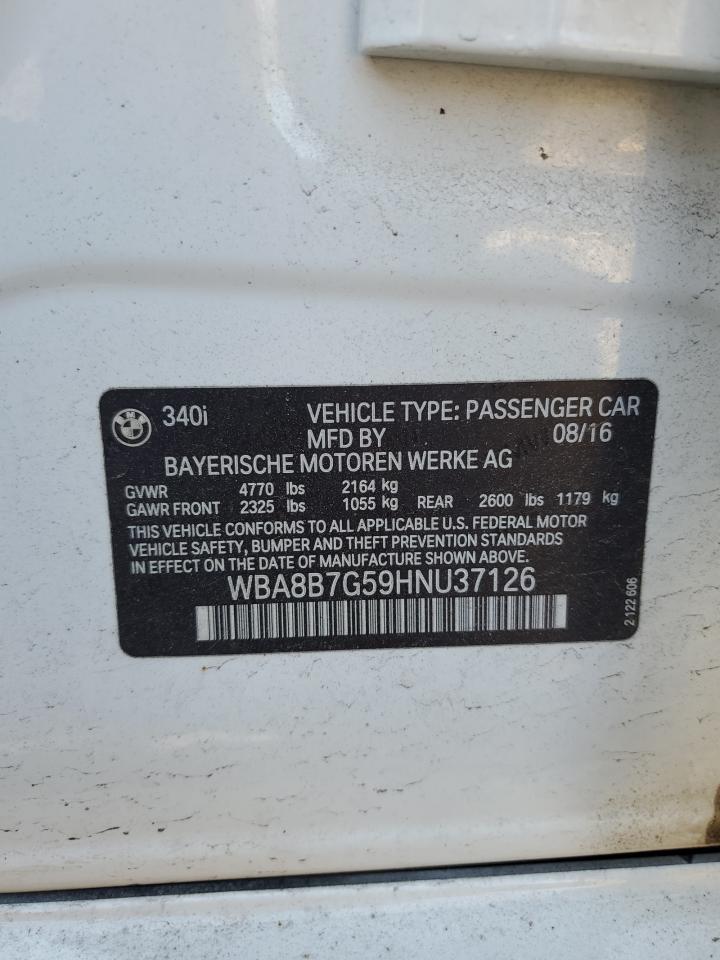 BMW
340i VEHICLE TYPE: PASSENGER CAR
MFD BY 08/16
BAYERISCHE MOTOREN WERKE AG
GVWR 4770 lbs 2164 kg
GAWR FRONT 2325 lbs 1055 kg REAR 2600 lbs 1179 kg
THIS VEHICLE CONFORMS TO ALL APPLICABLE U.S. FEDERAL MOTOR
VEHICLE SAFETY, BUMPER AND THEFT PREVENTION STANDARDS
IN EFFECT ON THE DATE OF MANUFACTURE SHOWN ABOVE.
WBA8B7G59HNU37126
2 122 606